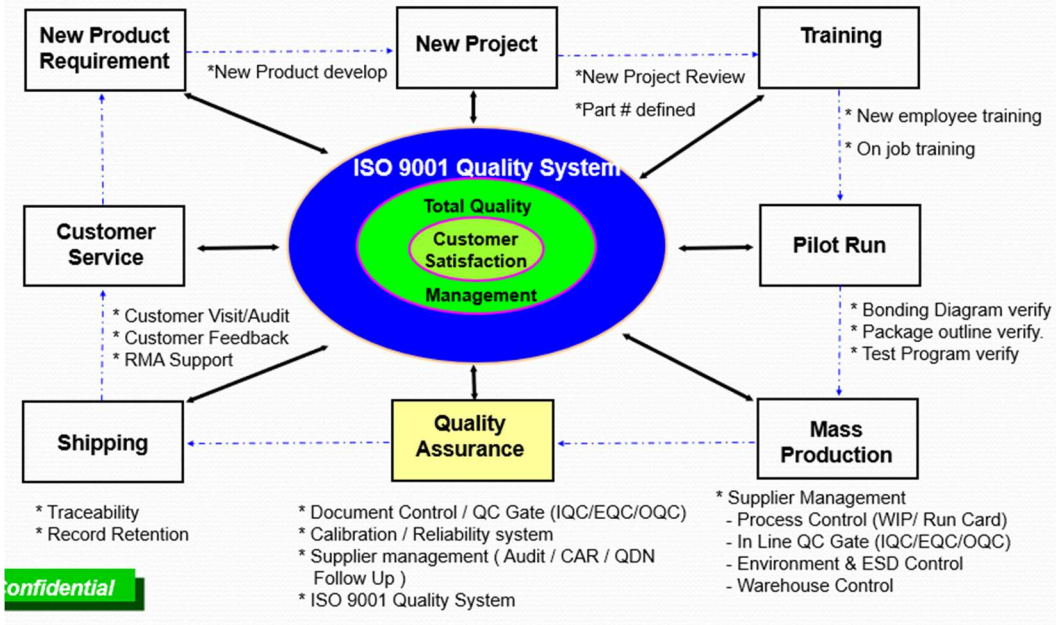 New Product
Requirement
*New Product develop
New Project
*New Project Review
*Part # defined
Training
* New employee training
* On job training
ISO 9001 Quality System
Total Quality
Customer
Satisfaction
Management
Customer
Service
Pilot Run
* Customer Visit/Audit
* Customer Feedback
* RMA Support
* Bonding Diagram verify
* Package outline verify.
* Test Program verify
Shipping
Quality
Assurance
Mass
Production
* Traceability
* Record Retention
* Document Control / QC Gate (IQC/EQC/OQC)
* Calibration / Reliability system
* Supplier management ( Audit / CAR / QDN
Follow Up )
* ISO 9001 Quality System
* Supplier Management
- Process Control (WIP/ Run Card)
- In Line QC Gate (IQC/EQC/OQC)
- Environment & ESD Control
- Warehouse Control
onfidential